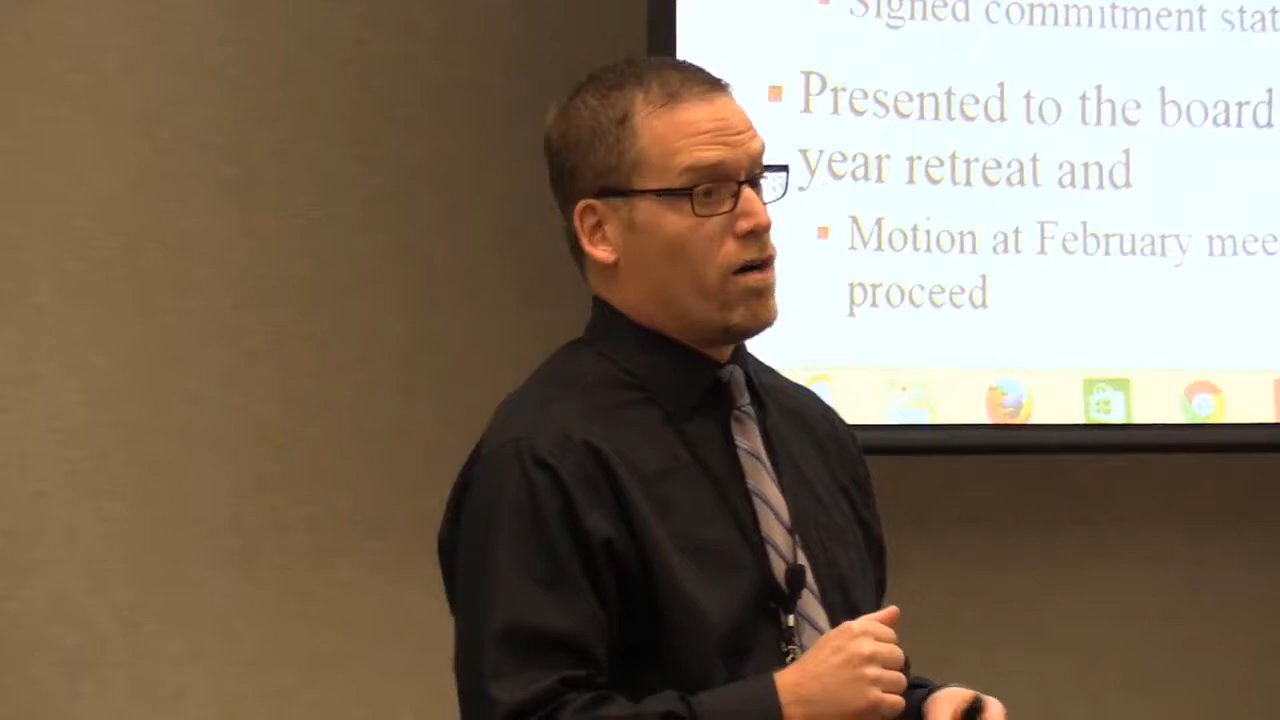 Signed commitment stat
Presented to the board
year retreat and
Motion at February mee
proceed